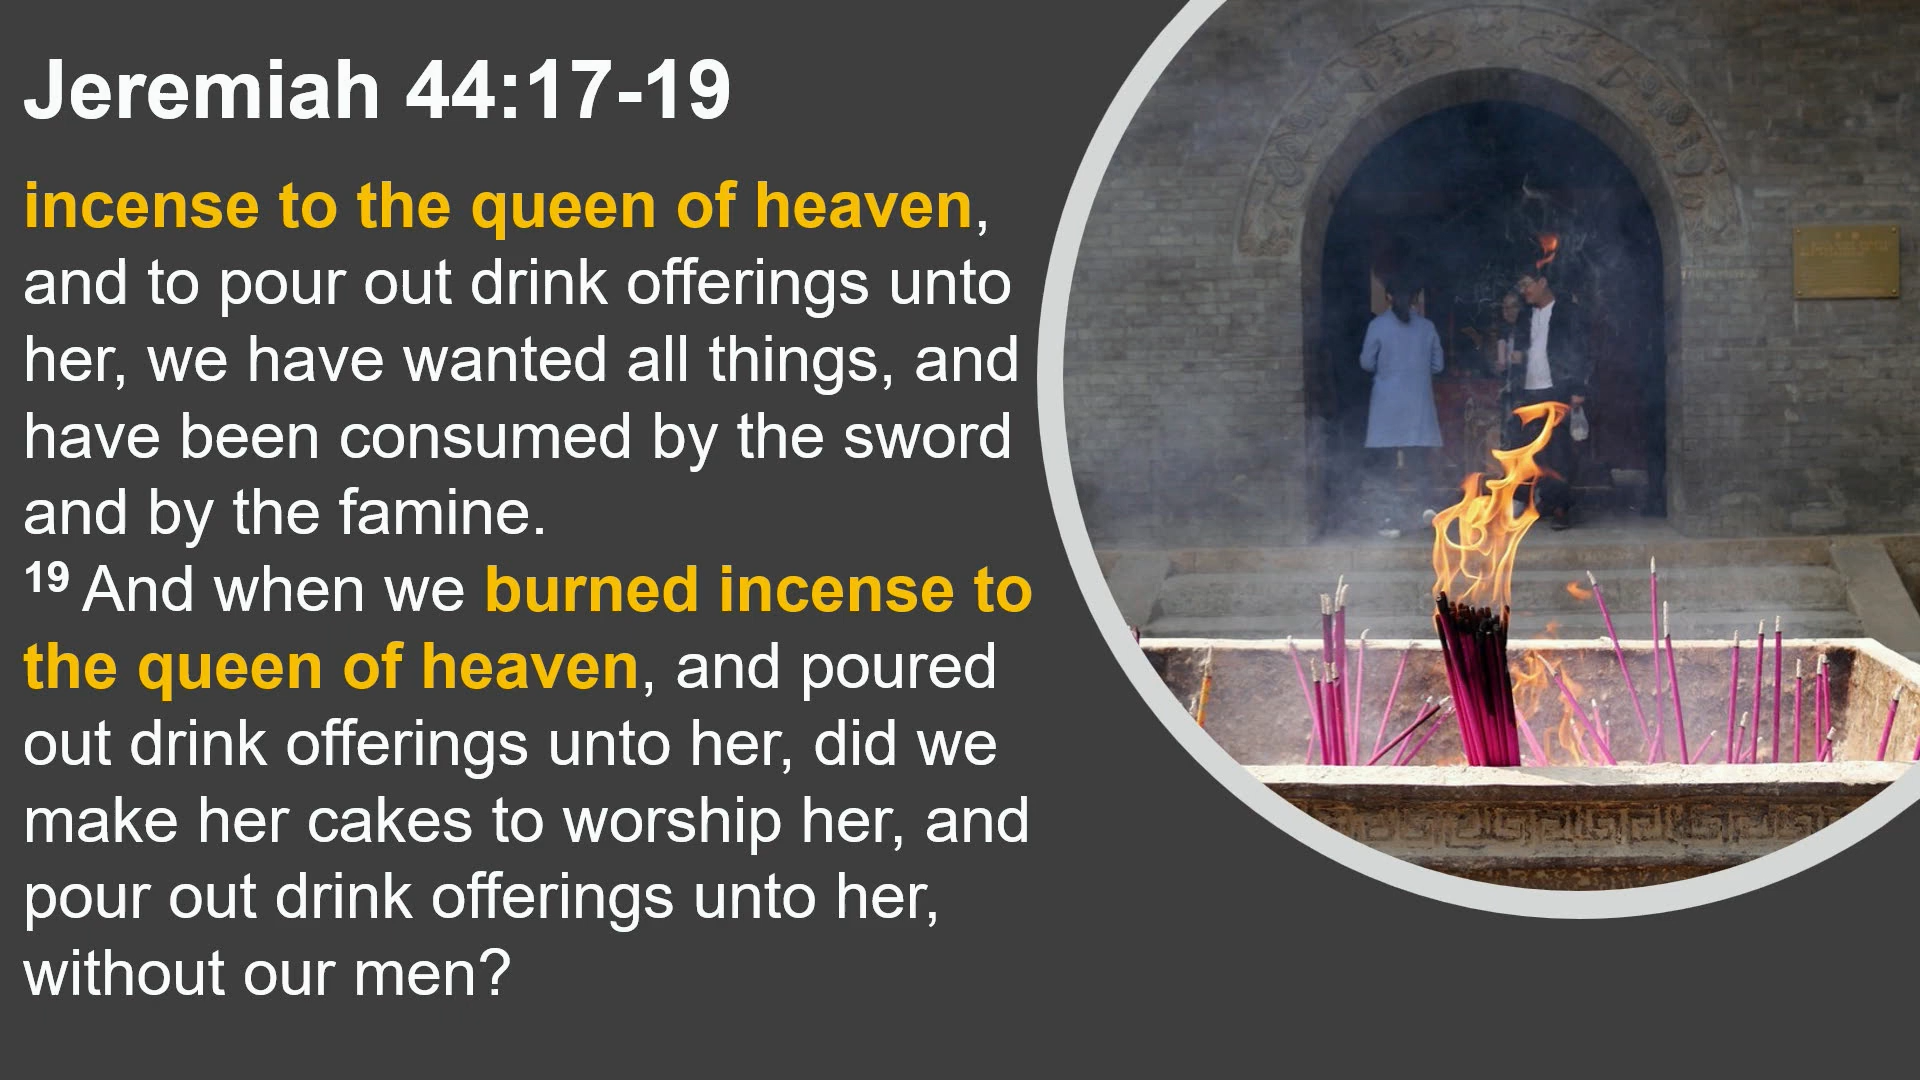 Jeremiah 44:17-19
incense to the queen of heaven,
and to pour out drink offerings unto
her, we have wanted all things, and
have been consumed by the sword
and by the famine.
19 And when we burned incense to
the queen of heaven, and poured
out drink offerings unto her, did we
make her cakes to worship her, and
pour out drink offerings unto her,
without our men?